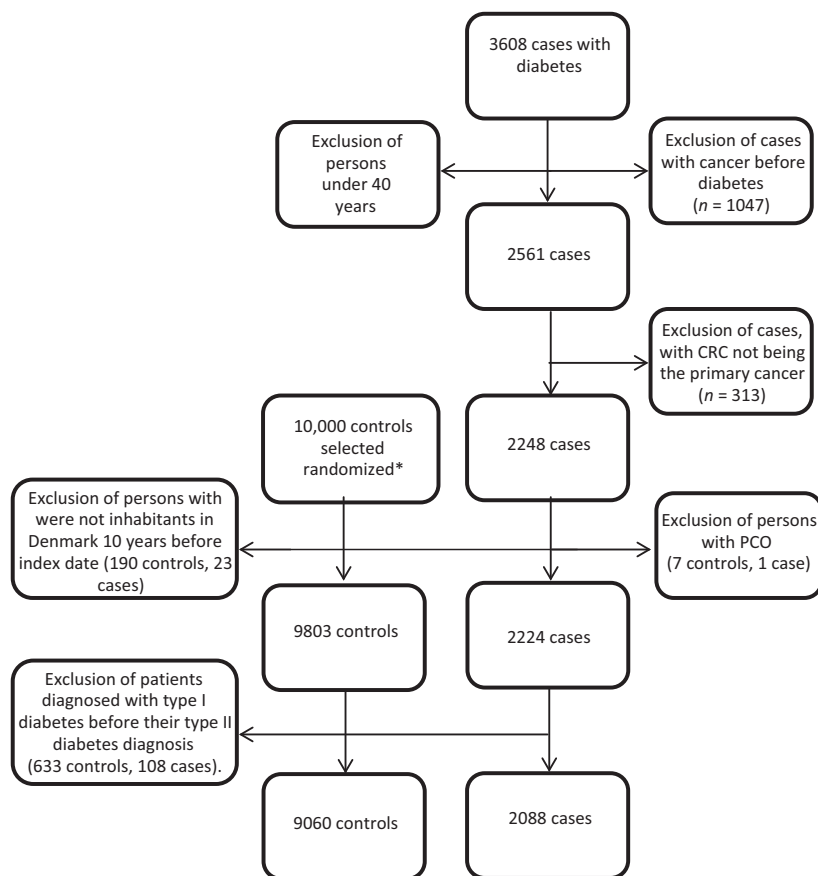 3608 cases with
diabetes
Exclusion of
persons
under 40
years
Exclusion of cases
with cancer before
diabetes
(n = 1047)
2561 cases
Exclusion of cases,
with CRC not being
the primary cancer
(n = 313)
10,000 controls
selected
randomized*
2248 cases
Exclusion of persons with
were not inhabitants in
Denmark 10 years before
index date (190 controls, 23
cases)
Exclusion of persons
with PCO
(7 controls, 1 case)
9803 controls
2224 cases
Exclusion of patients
diagnosed with type I
diabetes before their type II
diabetes diagnosis
(633 controls, 108 cases).
9060 controls
2088 cases